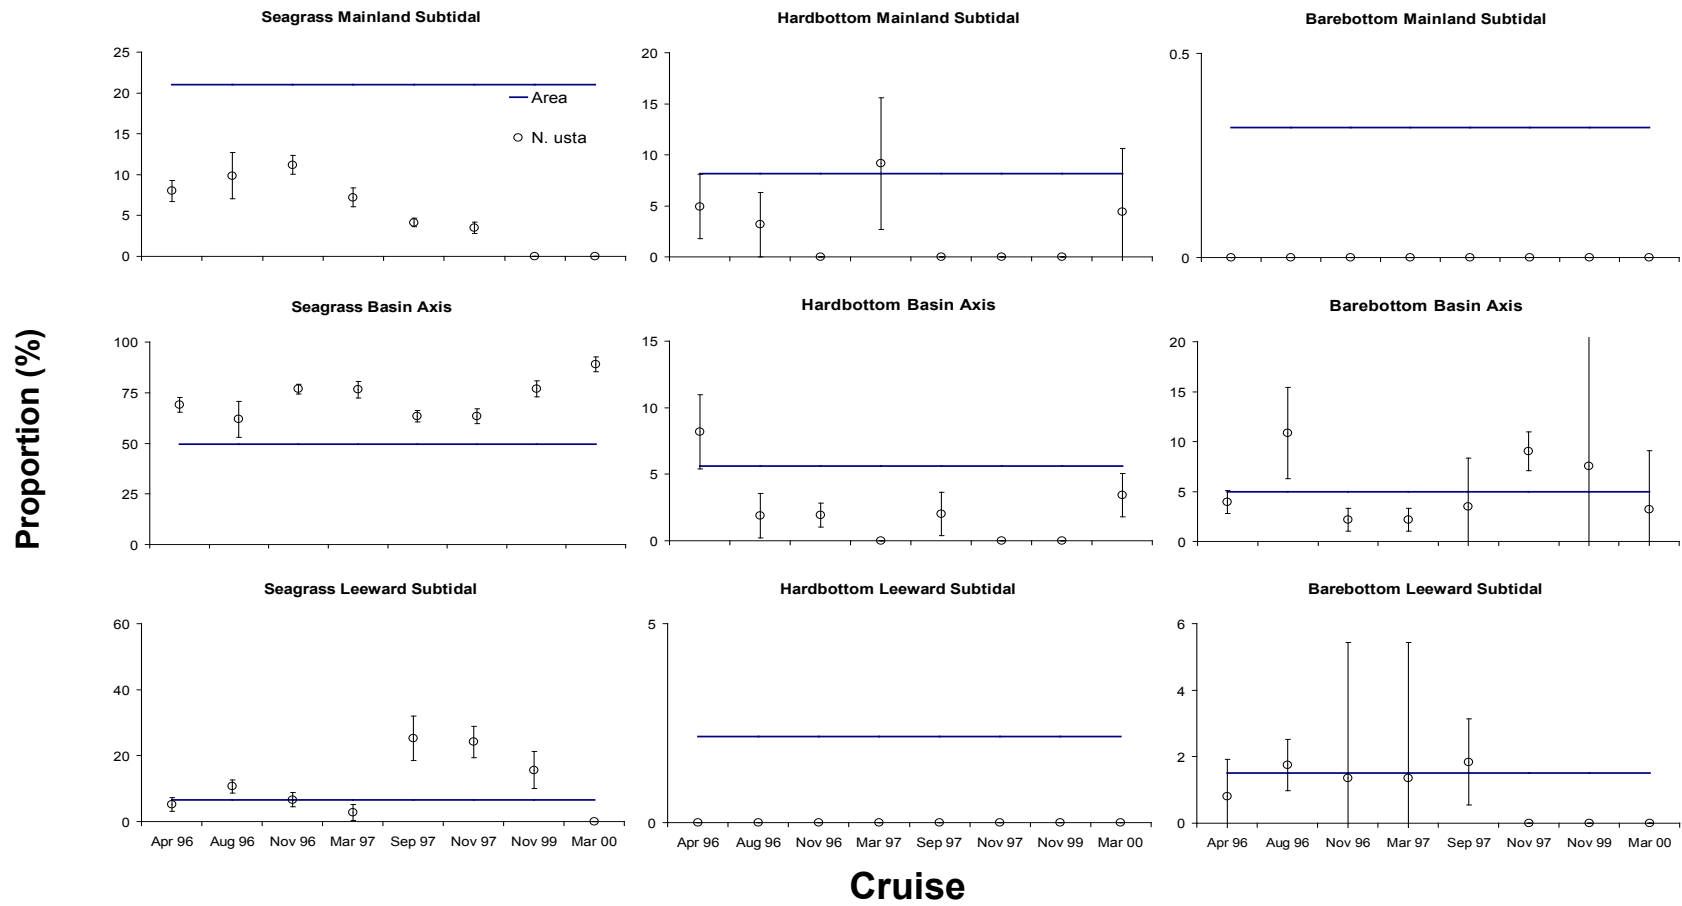 Seagrass Mainland Subtidal
25
20
15
10
5
0
Area
N. usta
Hardbottom Mainland Subtidal
20
15
10
5
0
Barebottom Mainland Subtidal
0.5
0
Proportion (%)
Seagrass Basin Axis
100
75
50
25
0
Hardbottom Basin Axis
15
10
5
0
Barebottom Basin Axis
20
15
10
5
0
Seagrass Leeward Subtidal
60
40
20
0
Apr 96 Aug 96 Nov 96 Mar 97 Sep 97 Nov 97 Nov 99 Mar 00
Hardbottom Leeward Subtidal
5
0
Apr 96 Aug 96 Nov 96 Mar 97 Sep 97 Nov 97 Nov 99 Mar 00
Barebottom Leeward Subtidal
6
4
2
0
Apr 96 Aug 96 Nov 96 Mar 97 Sep 97 Nov 97 Nov 99 Mar 00
Cruise